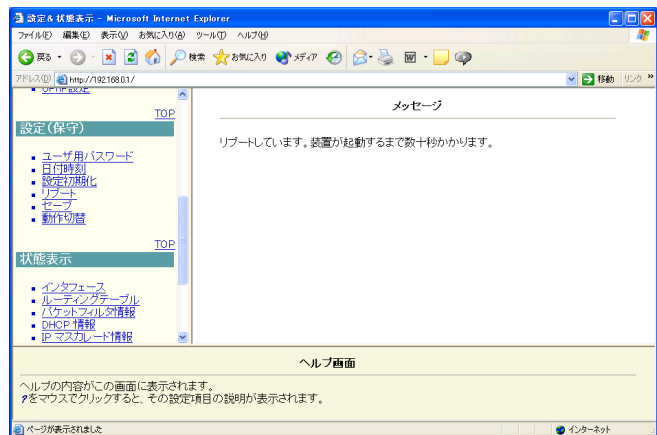 設定&状態表示 - Microsoft Internet Explorer
ファイル(F) 編集(E) 表示(V) お気に入り(A) ツール(T) ヘルプ(H)
戻る 検索 お気に入り メディア
アドレス(D) http://192.168.0.1/ 移動 リンク »
UPnP設定
TOP
設定(保守)
ユーザ用パスワード
日付時刻
設定初期化
リブート
セーブ
動作切替
TOP
状態表示
インタフェース
ルーティングテーブル
パケットフィルタ情報
DHCP 情報
IP マスカレード情報
メッセージ
リブートしています。装置が起動するまで数十秒かかります。
ヘルプ画面
ヘルプの内容がこの画面に表示されます。
?をマウスでクリックすると、その設定項目の説明が表示されます。
ページが表示されました インターネット